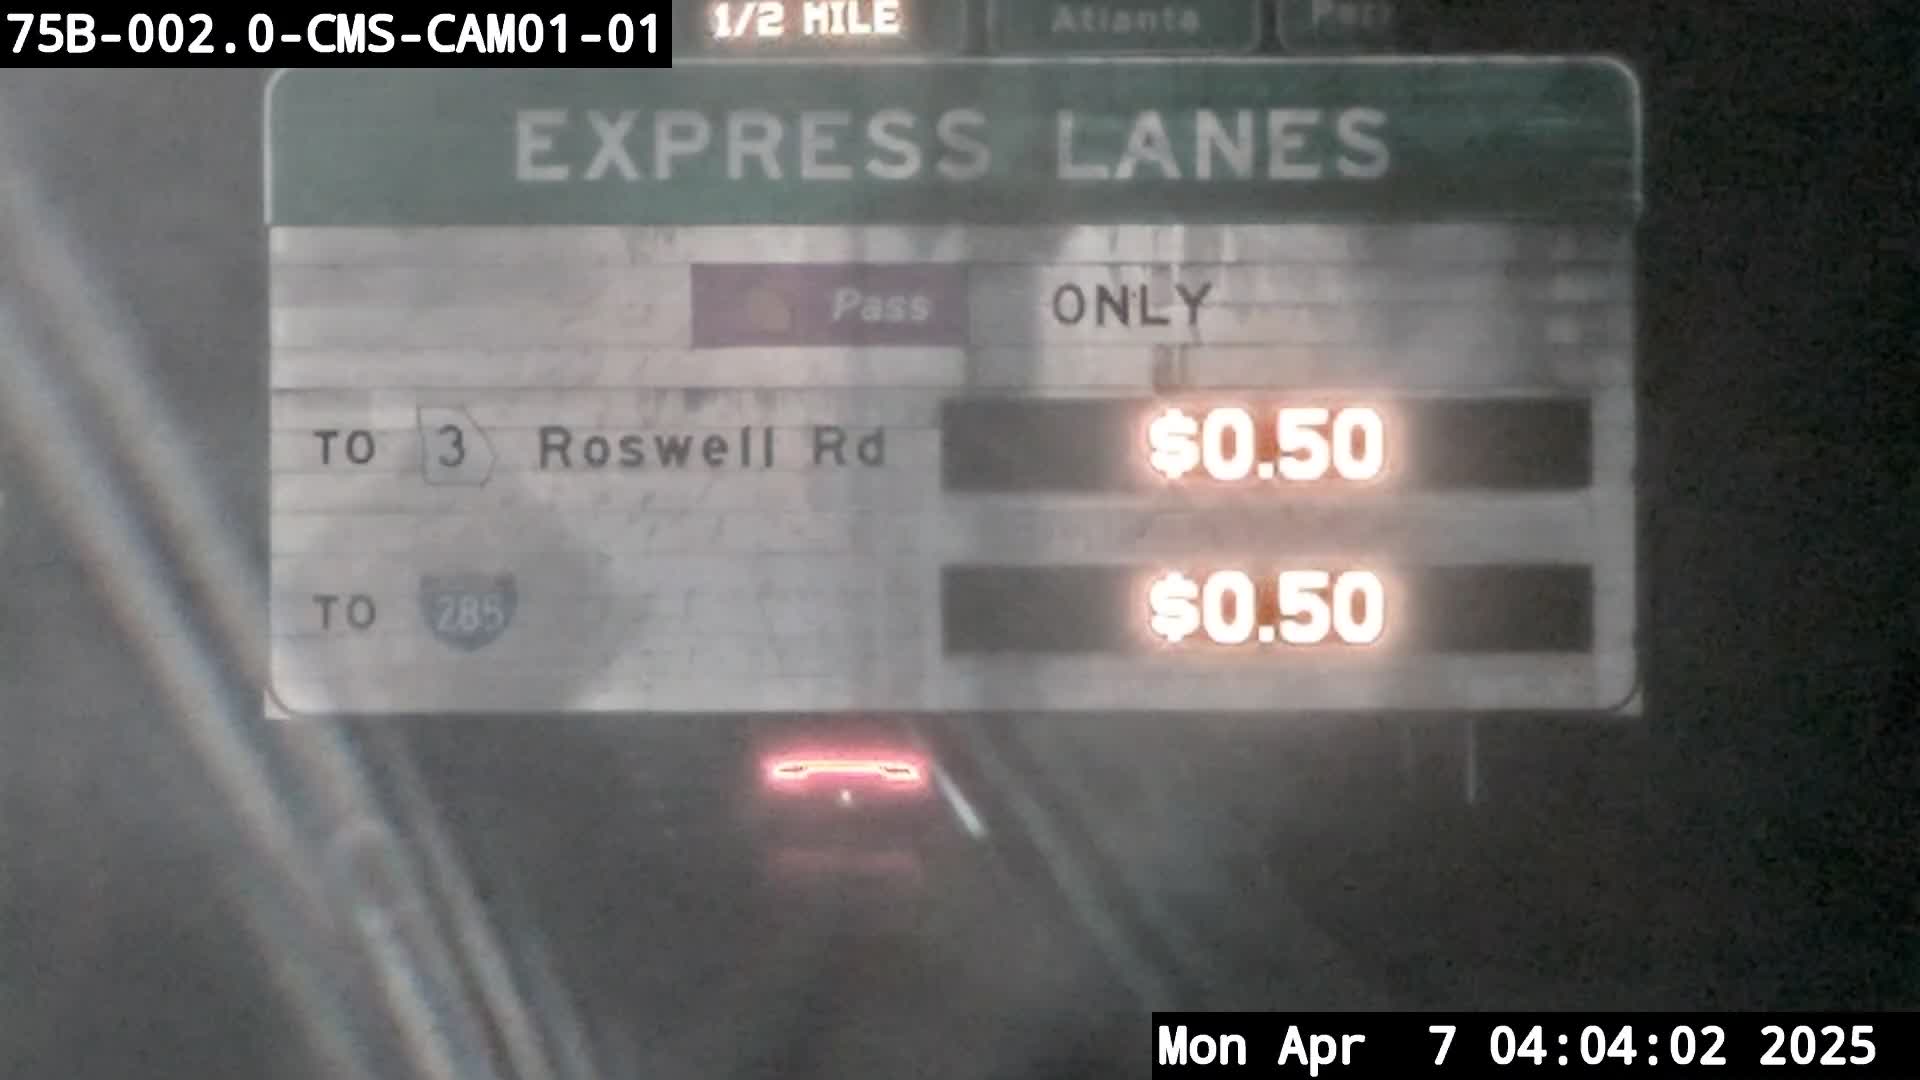 75B-002.0-CMS-CAM01-01
1/2 MILE
Atlanta
EXPRESS LANES
Pass ONLY
TO 3 Roswell Rd $0.50
TO 285 $0.50
Mon Apr 7 04:04:02 2025